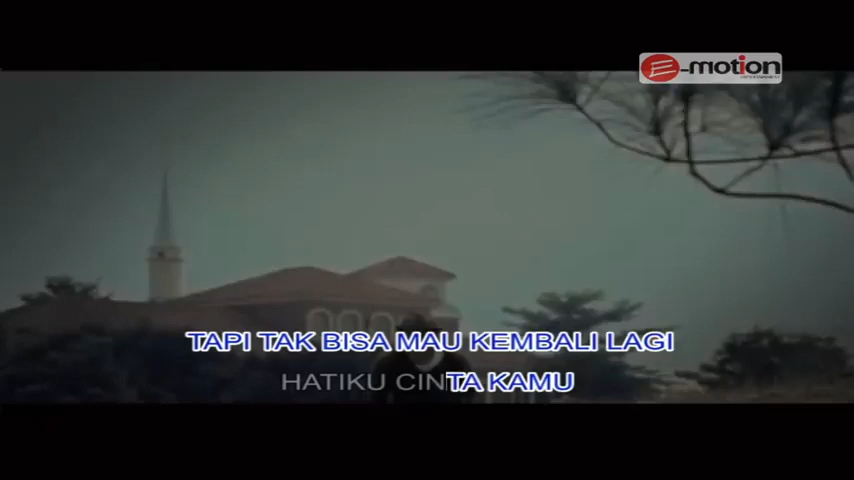 E-motion
TAPI TAK BISA MAU KEMBALI LAGI
HATIKU CINTA KAMU